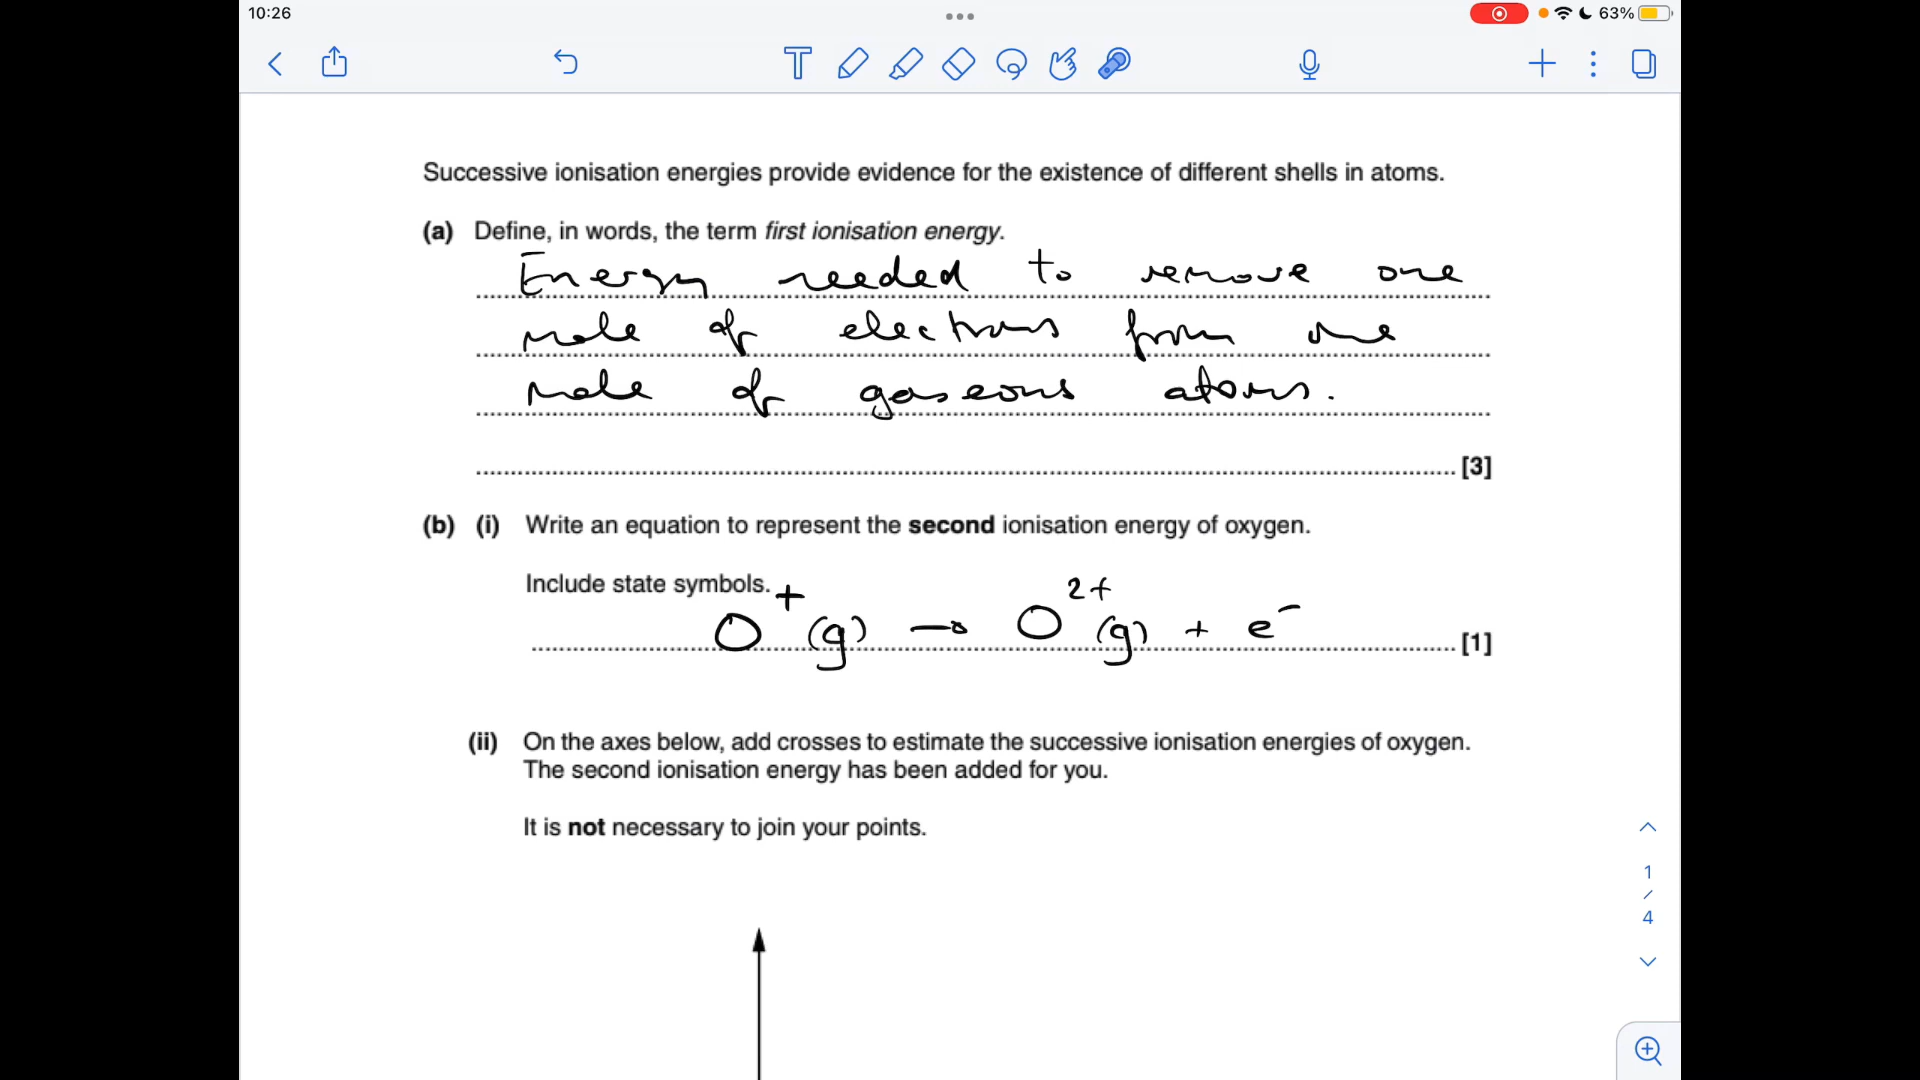 10:26
63%
Successive ionisation energies provide evidence for the existence of different shells in atoms.
(a) Define, in words, the term first ionisation energy.
Energy needed to remove one
mole of electrons from one
mole of gaseous atoms.
[3]
(b) (i) Write an equation to represent the second ionisation energy of oxygen.
Include state symbols.
O⁺(g) → O²⁺(g) + e⁻
[1]
(ii) On the axes below, add crosses to estimate the successive ionisation energies of oxygen.
The second ionisation energy has been added for you.
It is not necessary to join your points.
1
/
4